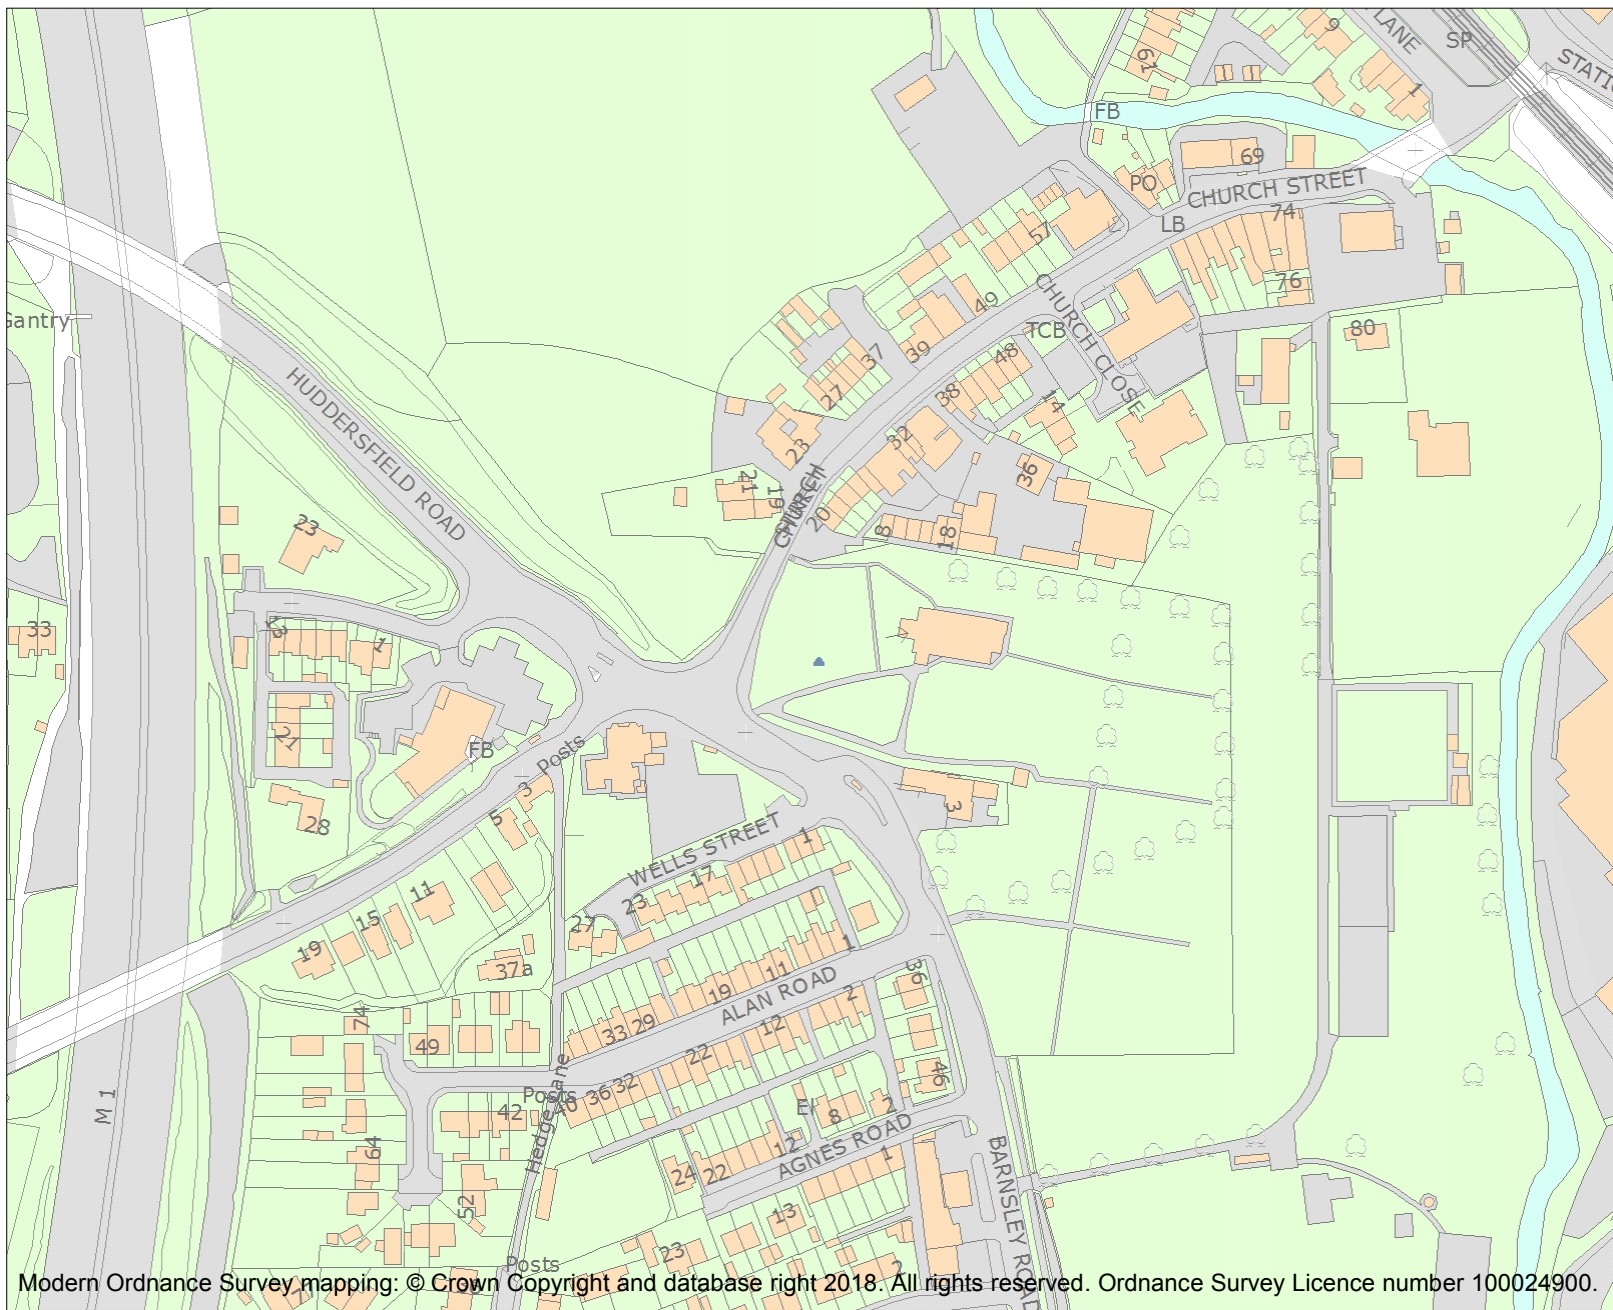 LANE
SP
STATI
9
61
1
FB
69
PO
CHURCH STREET
LB
74
57
76
Gantry
CHURCH CLOSE
49
TCB
80
37
39
48
HUDDERSFIELD ROAD
27
38
14
23
32
21
19
CHURCH
STREET
36
20
8
18
23
33
13
1
21
FB
Posts
3
3
5
28
WELLS STREET
1
17
11
23
15
27
19
37a
1
11
36
19
ALAN ROAD
2
74
33
29
12
49
22
M 1
Hedge Lane
Posts
40
36
32
46
42
El
8
2
64
12
AGNES ROAD
1
BARNSLEY ROAD
24
22
52
13
23
Posts
2
77
Modern Ordnance Survey mapping: © Crown Copyright and database right 2018. All rights reserved. Ordnance Survey Licence number 100024900.